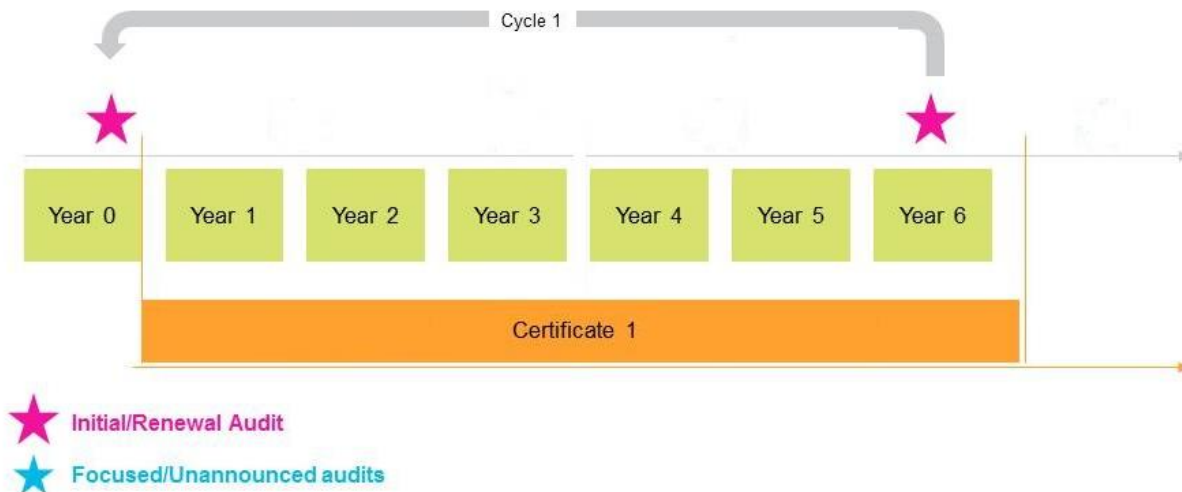 Cycle 1
Year 0 Year 1 Year 2 Year 3 Year 4 Year 5 Year 6
Certificate 1
Initial/Renewal Audit
Focused/Unannounced audits